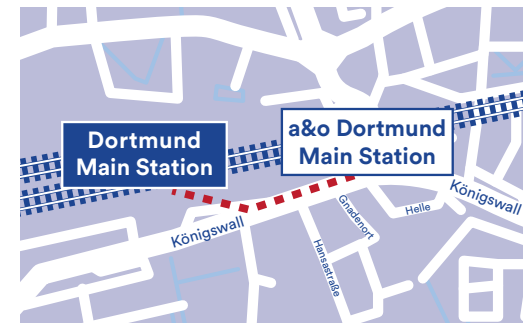 Dortmund
Main Station
a&o Dortmund
Main Station
Königswall
Königswall
Gnadenort
Helle
Hansastraße